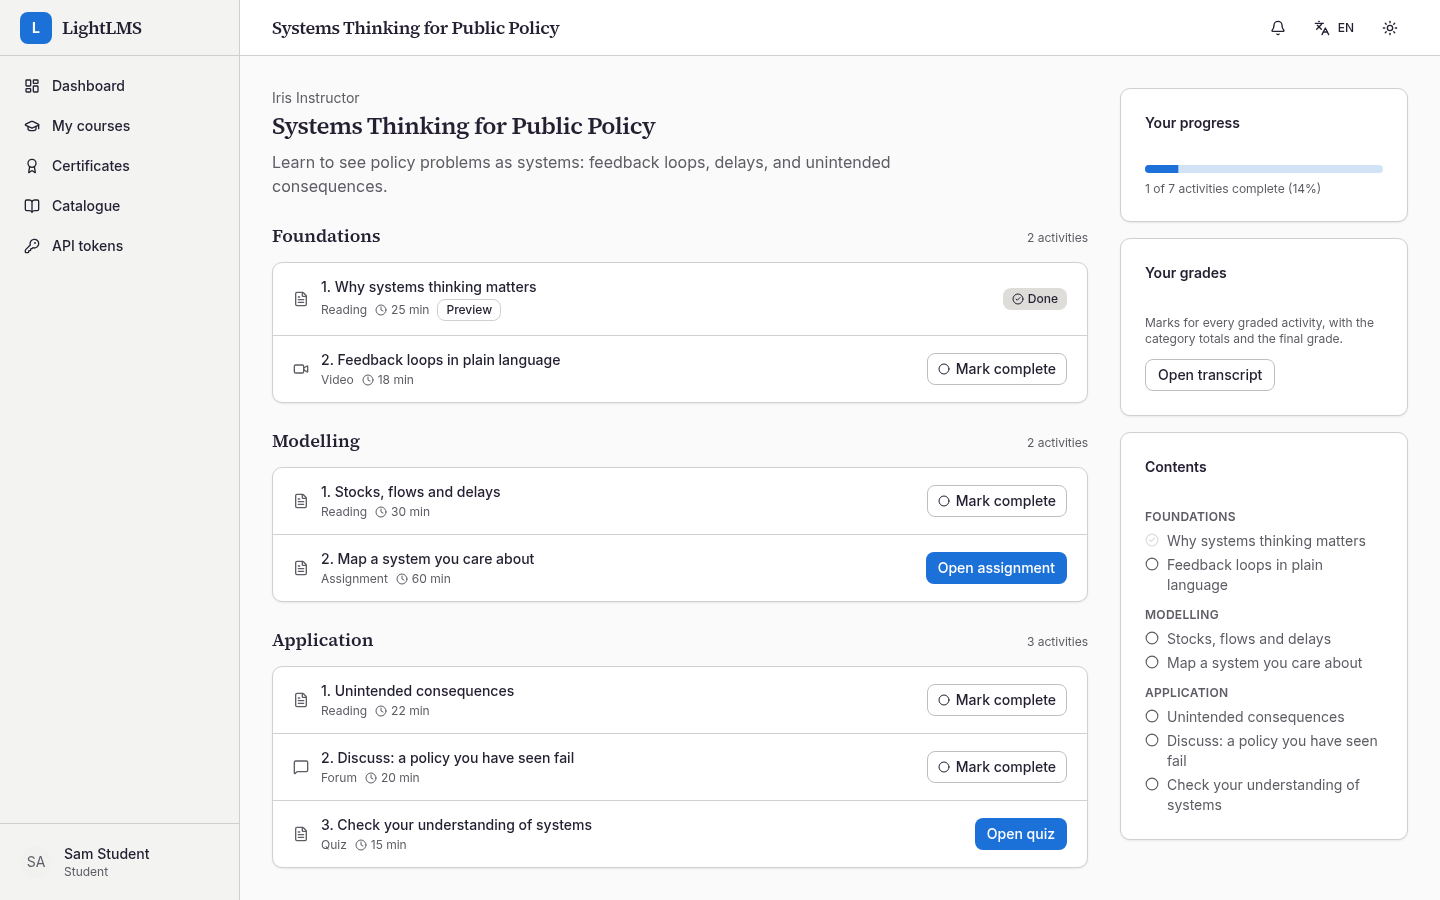 L LightLMS
Systems Thinking for Public Policy
EN
Dashboard
My courses
Certificates
Catalogue
API tokens
SA
Sam Student
Student
Iris Instructor
Systems Thinking for Public Policy
Learn to see policy problems as systems: feedback loops, delays, and unintended
consequences.
Foundations
2 activities
1. Why systems thinking matters
Reading 25 min Preview
Done
2. Feedback loops in plain language
Video 18 min
Mark complete
Modelling
2 activities
1. Stocks, flows and delays
Reading 30 min
Mark complete
2. Map a system you care about
Assignment 60 min
Open assignment
Application
3 activities
1. Unintended consequences
Reading 22 min
Mark complete
2. Discuss: a policy you have seen fail
Forum 20 min
Mark complete
3. Check your understanding of systems
Quiz 15 min
Open quiz
Your progress
1 of 7 activities complete (14%)
Your grades
Marks for every graded activity, with the
category totals and the final grade.
Open transcript
Contents
FOUNDATIONS
Why systems thinking matters
Feedback loops in plain
language
MODELLING
Stocks, flows and delays
Map a system you care about
APPLICATION
Unintended consequences
Discuss: a policy you have seen
fail
Check your understanding of
systems